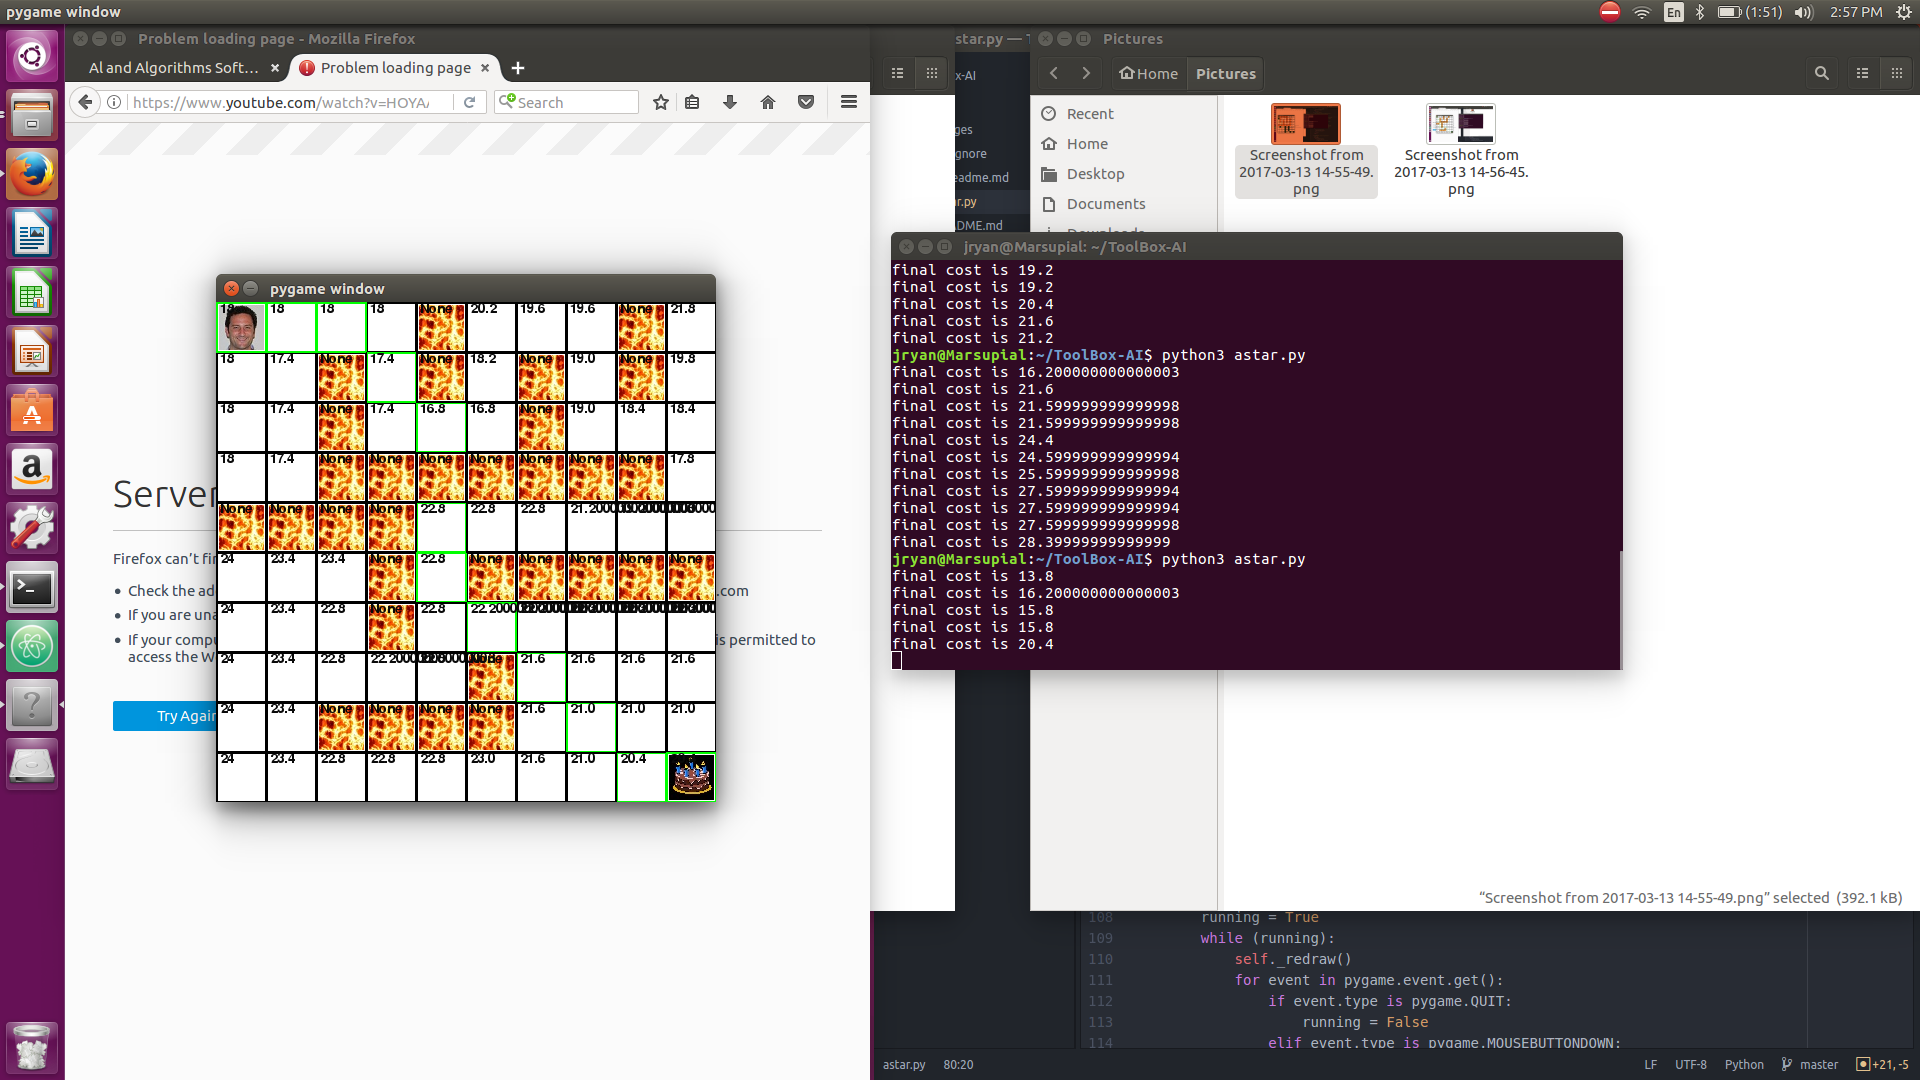 pygame window
En
(1:51)
2:57 PM
Problem loading page - Mozilla Firefox
AI and Algorithms Soft...
Problem loading page
https://www.youtube.com/watch?v=HOYA
Search
Server
Firefox can't fi
Check the ad
.com
If you are una
If your compu
is permitted to
access the W
Try Again
pygame window
18 18 18 18 None 20.2 19.6 19.6 None 21.8
18 17.4 None 17.4 None 18.2 None 19.0 None 19.8
18 17.4 None 17.4 16.8 16.8 None 19.0 18.4 18.4
18 17.4 None None None None None None None 17.8
None None None None 22.8 22.8 22.8
24 23.4 23.4 None 22.8 None None None None None
24 23.4 22.8 None 22.8
24 23.4 22.8 21.6 21.6 21.6 21.6
24 23.4 None None None None 21.6 21.0 21.0 21.0
24 23.4 22.8 22.8 22.8 23.0 21.6 21.0 20.4
astar.py —
x-AI
ges
gnore
eadme.md
ar.py
DME.md
Pictures
Home
Pictures
Recent
Home
Desktop
Documents
Screenshot from
2017-03-13 14-55-49.
png
Screenshot from
2017-03-13 14-56-45.
png
jryan@Marsupial: ~/ToolBox-AI
final cost is 19.2
final cost is 19.2
final cost is 20.4
final cost is 21.6
final cost is 21.2
jryan@Marsupial:~/ToolBox-AI$ python3 astar.py
final cost is 16.200000000000003
final cost is 21.6
final cost is 21.599999999999998
final cost is 21.599999999999998
final cost is 24.4
final cost is 24.599999999999994
final cost is 25.599999999999998
final cost is 27.599999999999994
final cost is 27.599999999999994
final cost is 27.599999999999998
final cost is 28.39999999999999
jryan@Marsupial:~/ToolBox-AI$ python3 astar.py
final cost is 13.8
final cost is 16.200000000000003
final cost is 15.8
final cost is 15.8
final cost is 20.4
"Screenshot from 2017-03-13 14-55-49.png" selected (392.1 kB)
108 running = True
109 while (running):
110 self._redraw()
111 for event in pygame.event.get():
112 if event.type is pygame.QUIT:
113 running = False
114 elif event.type is pygame.MOUSEBUTTONDOWN:
astar.py 80:20
LF UTF-8 Python master +21, -5